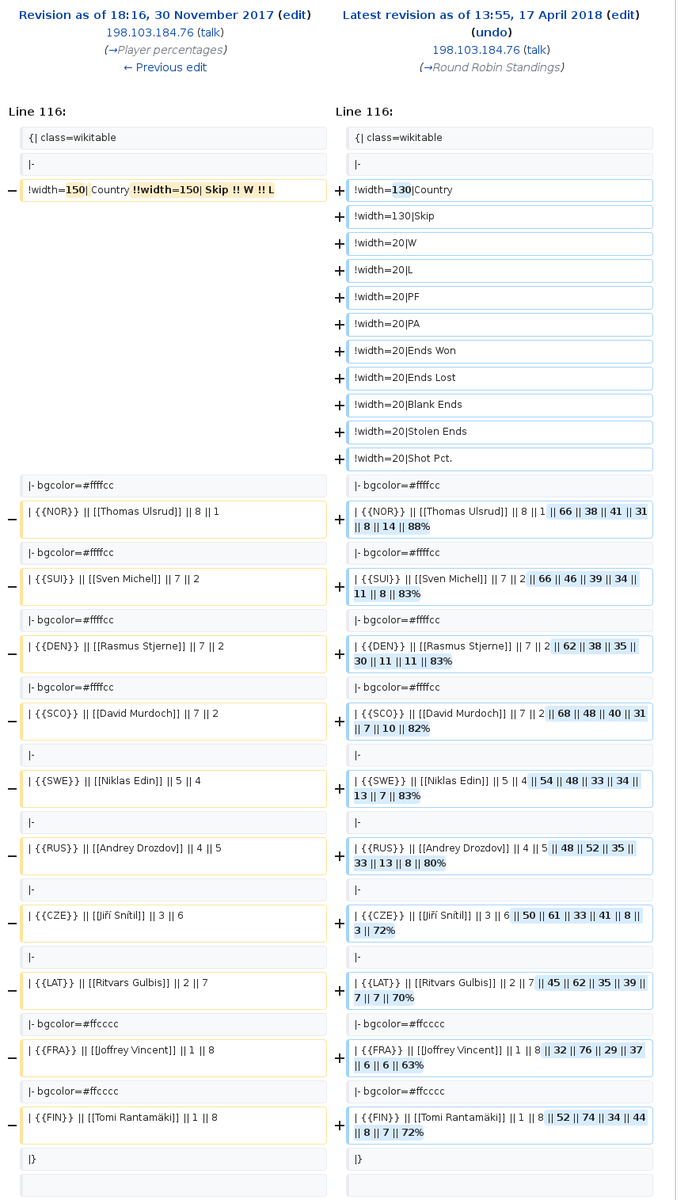 Revision as of 18:16, 30 November 2017 (edit)
198.103.184.76 (talk)
(→Player percentages)
← Previous edit
Latest revision as of 13:55, 17 April 2018 (edit)
(undo)
198.103.184.76 (talk)
(→Round Robin Standings)
Line 116:
Line 116:
{| class=wikitable
{| class=wikitable
|-
|-
− !width=150| Country !!width=150| Skip !! W !! L
+ !width=130|Country
+ !width=130|Skip
+ !width=20|W
+ !width=20|L
+ !width=20|PF
+ !width=20|PA
+ !width=20|Ends Won
+ !width=20|Ends Lost
+ !width=20|Blank Ends
+ !width=20|Stolen Ends
+ !width=20|Shot Pct.
|- bgcolor=#ffffcc
|- bgcolor=#ffffcc
− | {{NOR}} || [[Thomas Ulsrud]] || 8 || 1
+ | {{NOR}} || [[Thomas Ulsrud]] || 8 || 1 || 66 || 38 || 41 || 31
|| 8 || 14 || 88%
|- bgcolor=#ffffcc
|- bgcolor=#ffffcc
− | {{SUI}} || [[Sven Michel]] || 7 || 2
+ | {{SUI}} || [[Sven Michel]] || 7 || 2 || 66 || 46 || 39 || 34 ||
11 || 8 || 83%
|- bgcolor=#ffffcc
|- bgcolor=#ffffcc
− | {{DEN}} || [[Rasmus Stjerne]] || 7 || 2
+ | {{DEN}} || [[Rasmus Stjerne]] || 7 || 2 || 62 || 38 || 35 ||
30 || 11 || 11 || 83%
|- bgcolor=#ffffcc
|- bgcolor=#ffffcc
− | {{SCO}} || [[David Murdoch]] || 7 || 2
+ | {{SCO}} || [[David Murdoch]] || 7 || 2 || 68 || 48 || 40 || 31
|| 7 || 10 || 82%
|-
|-
− | {{SWE}} || [[Niklas Edin]] || 5 || 4
+ | {{SWE}} || [[Niklas Edin]] || 5 || 4 || 54 || 48 || 33 || 34 ||
13 || 7 || 83%
|-
|-
− | {{RUS}} || [[Andrey Drozdov]] || 4 || 5
+ | {{RUS}} || [[Andrey Drozdov]] || 4 || 5 || 48 || 52 || 35 ||
33 || 13 || 8 || 80%
|-
|-
− | {{CZE}} || [[Jiří Snítil]] || 3 || 6
+ | {{CZE}} || [[Jiří Snítil]] || 3 || 6 || 50 || 61 || 33 || 41 || 8 ||
3 || 72%
|-
|-
− | {{LAT}} || [[Ritvars Gulbis]] || 2 || 7
+ | {{LAT}} || [[Ritvars Gulbis]] || 2 || 7 || 45 || 62 || 35 || 39 ||
7 || 7 || 70%
|- bgcolor=#ffcccc
|- bgcolor=#ffcccc
− | {{FRA}} || [[Joffrey Vincent]] || 1 || 8
+ | {{FRA}} || [[Joffrey Vincent]] || 1 || 8 || 32 || 76 || 29 || 37
|| 6 || 6 || 63%
|- bgcolor=#ffcccc
|- bgcolor=#ffcccc
− | {{FIN}} || [[Tomi Rantamäki]] || 1 || 8
+ | {{FIN}} || [[Tomi Rantamäki]] || 1 || 8 || 52 || 74 || 34 || 44
|| 8 || 7 || 72%
|}
|}